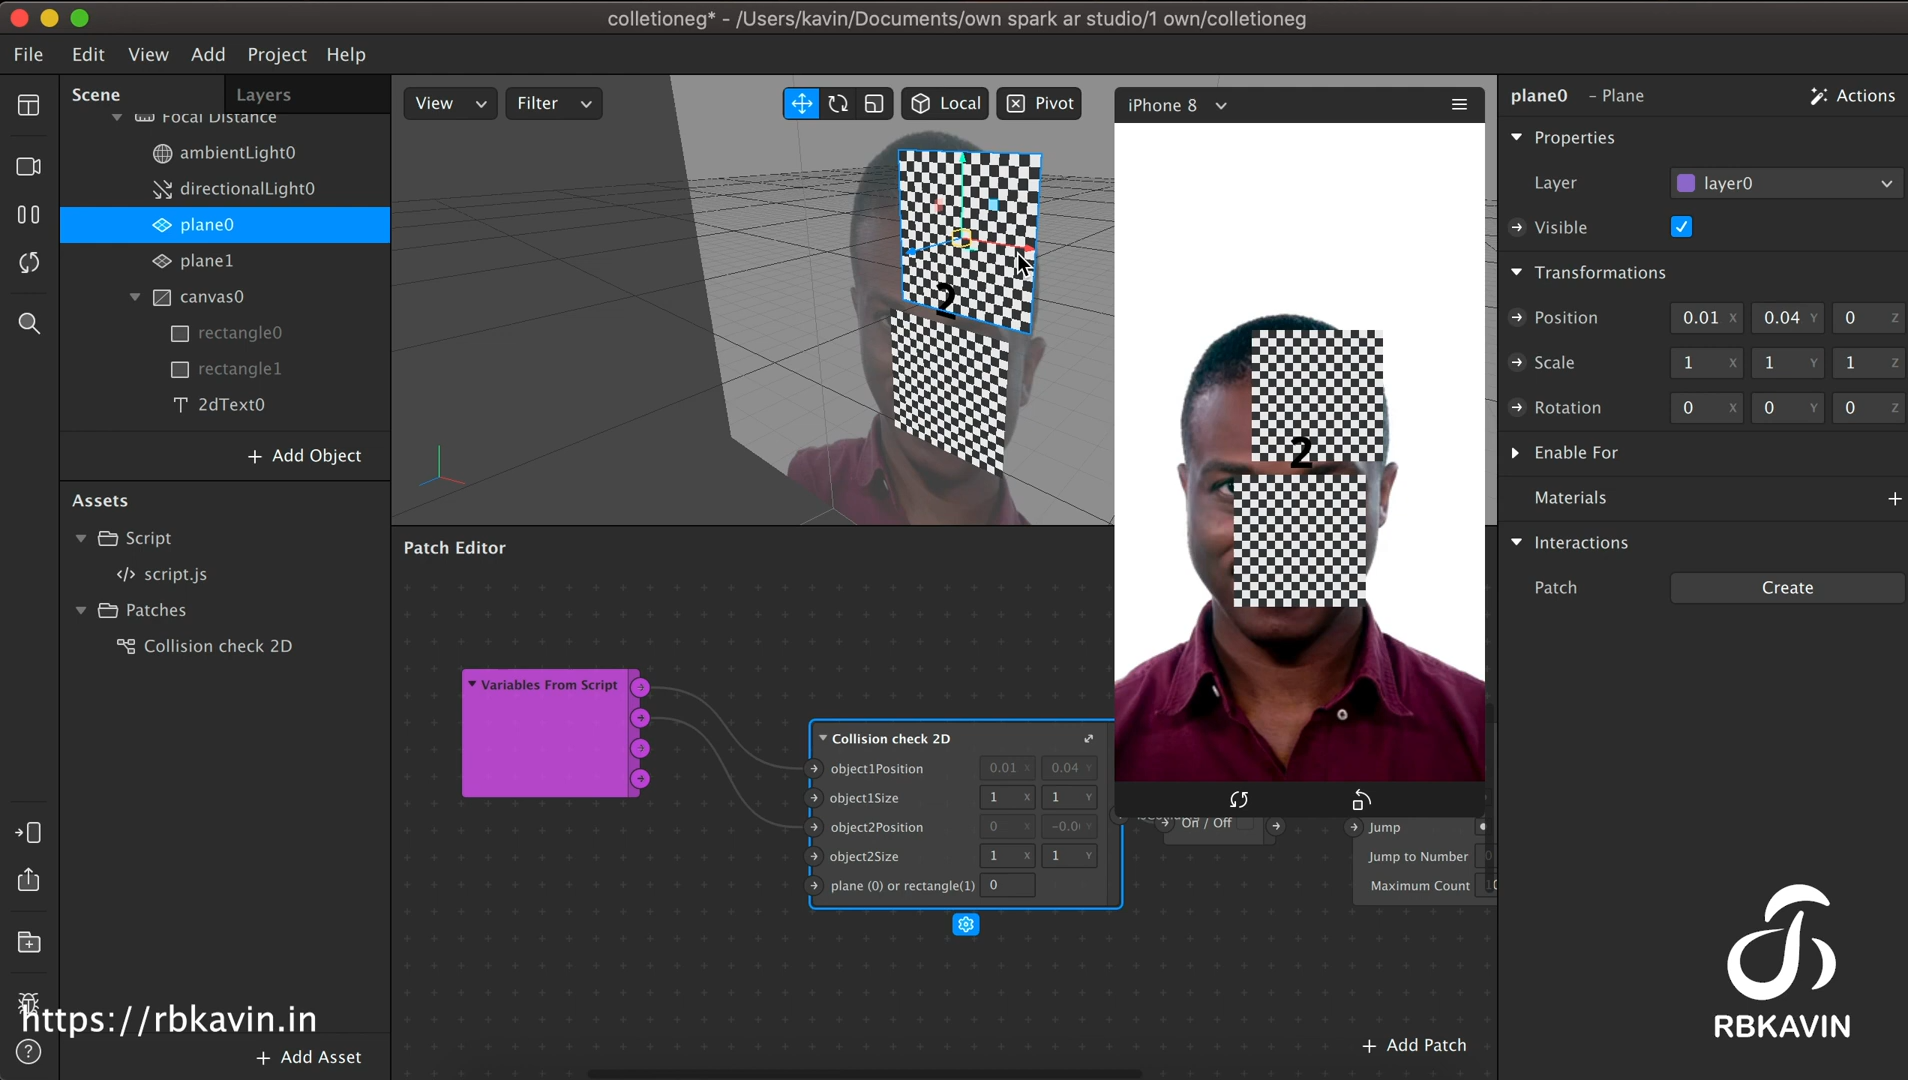 colletioneg* - /Users/kavin/Documents/own spark ar studio/1 own/colletioneg
File Edit View Add Project Help
Scene Layers
Focal Distance
ambientLight0
directionalLight0
plane0
plane1
canvas0
rectangle0
rectangle1
2dText0
+ Add Object
Assets
Script
script.js
Patches
Collision check 2D
+ Add Asset
https://rbkavin.in
View Filter Local Pivot
2
iPhone 8
2
Patch Editor
Variables From Script
Collision check 2D
object1Position 0.01 X 0.04 Y
object1Size 1 X 1 Y
object2Position 0 X Y
object2Size 1 X 1 Y
plane (0) or rectangle(1) 0
On / Off
Jump
Jump to Number
Maximum Count
+ Add Patch
plane0 - Plane Actions
Properties
Layer layer0
Visible
Transformations
Position 0.01 X 0.04 Y 0 Z
Scale 1 X 1 Y 1 Z
Rotation 0 X 0 Y 0 Z
Enable For
Materials +
Interactions
Patch Create
RBKAVIN